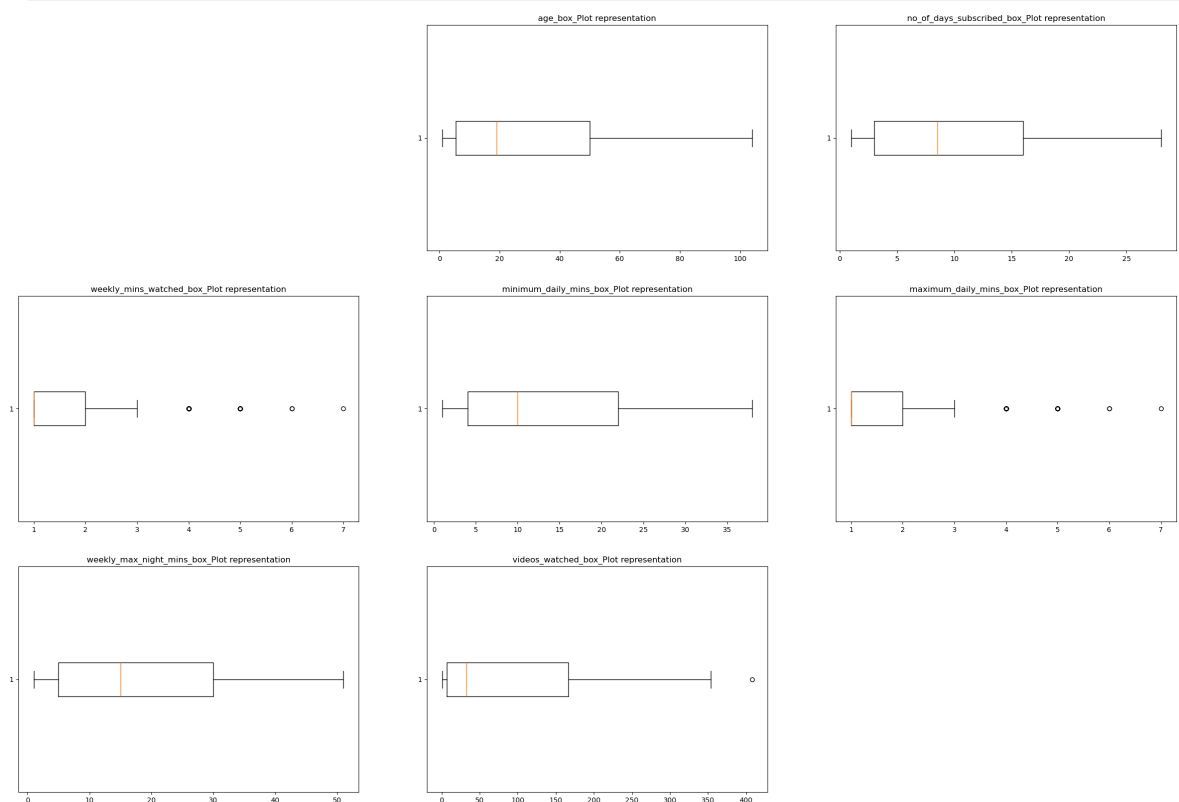 age_box_Plot representation
1
0 20 40 60 80 100
no_of_days_subscribed_box_Plot representation
1
0 5 10 15 20 25
weekly_mins_watched_box_Plot representation
1
1 2 3 4 5 6 7
minimum_daily_mins_box_Plot representation
1
0 5 10 15 20 25 30 35
maximum_daily_mins_box_Plot representation
1
1 2 3 4 5 6 7
weekly_max_night_mins_box_Plot representation
1
0 10 20 30 40 50
videos_watched_box_Plot representation
1
0 50 100 150 200 250 300 350 400